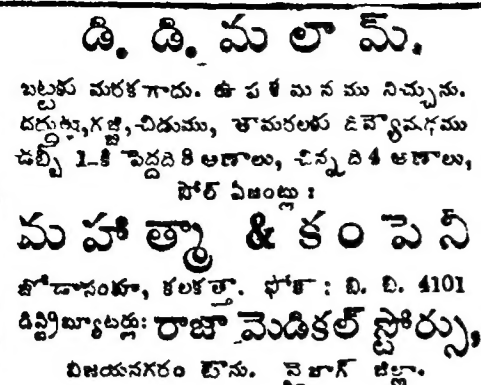 డి. డి. మలామ్.
బట్టళు మరకగాదు. ఉపశమనము నిచ్చును.
దద్దుట్లు, గజ్జి, చిడుము, తామరలకు దివ్యౌషధము
డబ్బీ 1-కి పెద్దది 8 అణాలు, చిన్నది 4 అణాలు,
సోల్ ఏజంట్లు :
మహాత్మా & కంపెనీ
జోడాసంకూ, కలకత్తా. ఫోన్ : బి. బి. 4101
డిస్ట్రిబ్యూటర్లు: రాజా మెడికల్ స్టోర్సు,
విజయనగరం టౌను. వైజాగ్ జిల్లా.